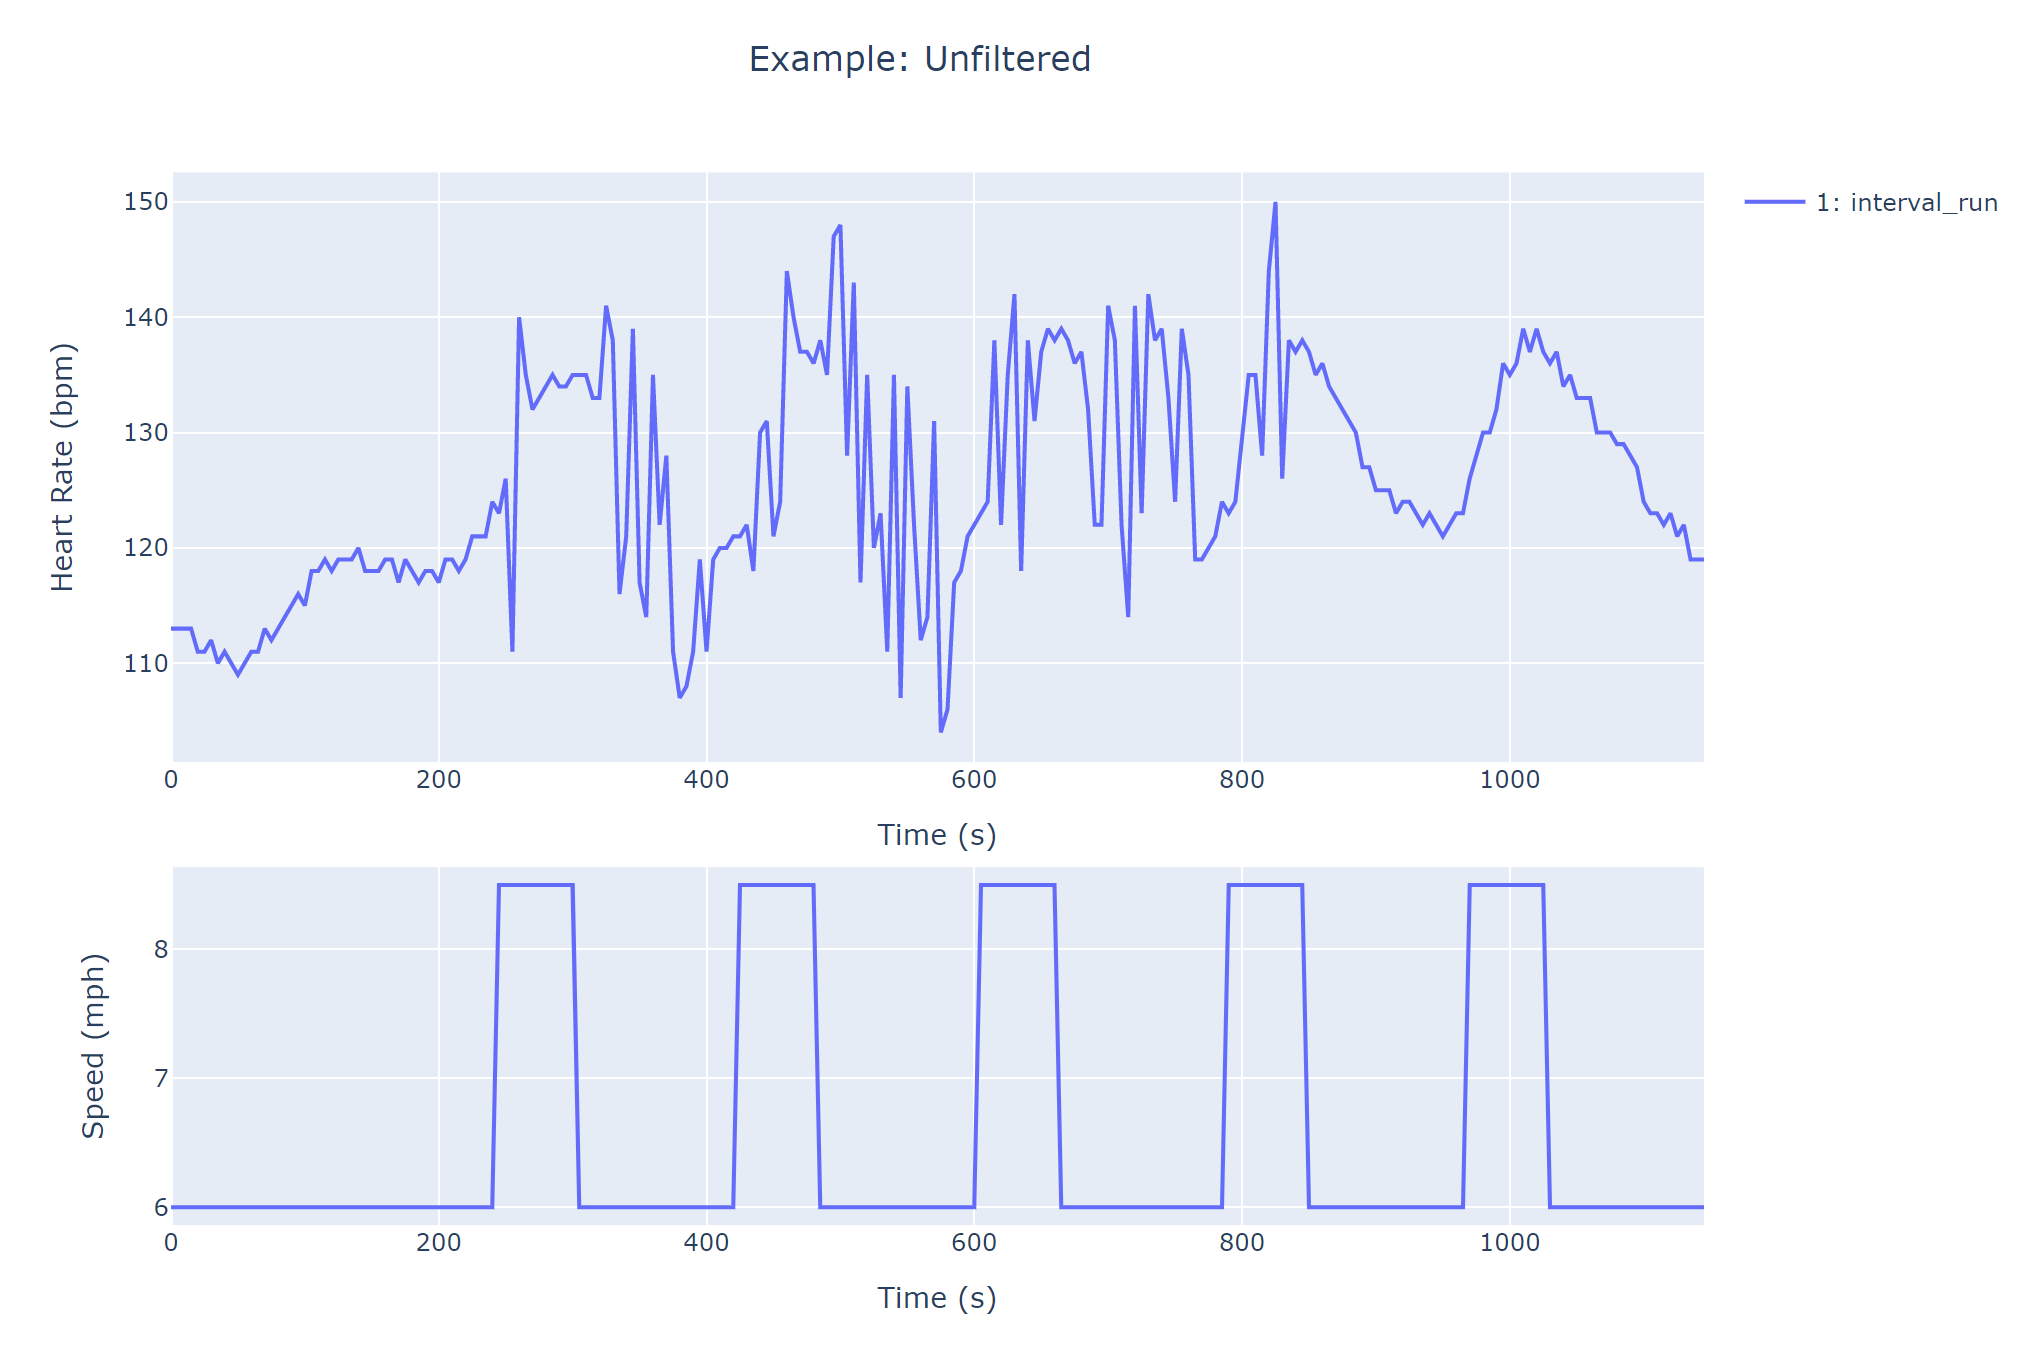 Example: Unfiltered
1: interval_run
Heart Rate (bpm)
150
140
130
120
110
0 200 400 600 800 1000
Time (s)
Speed (mph)
8
7
6
0 200 400 600 800 1000
Time (s)